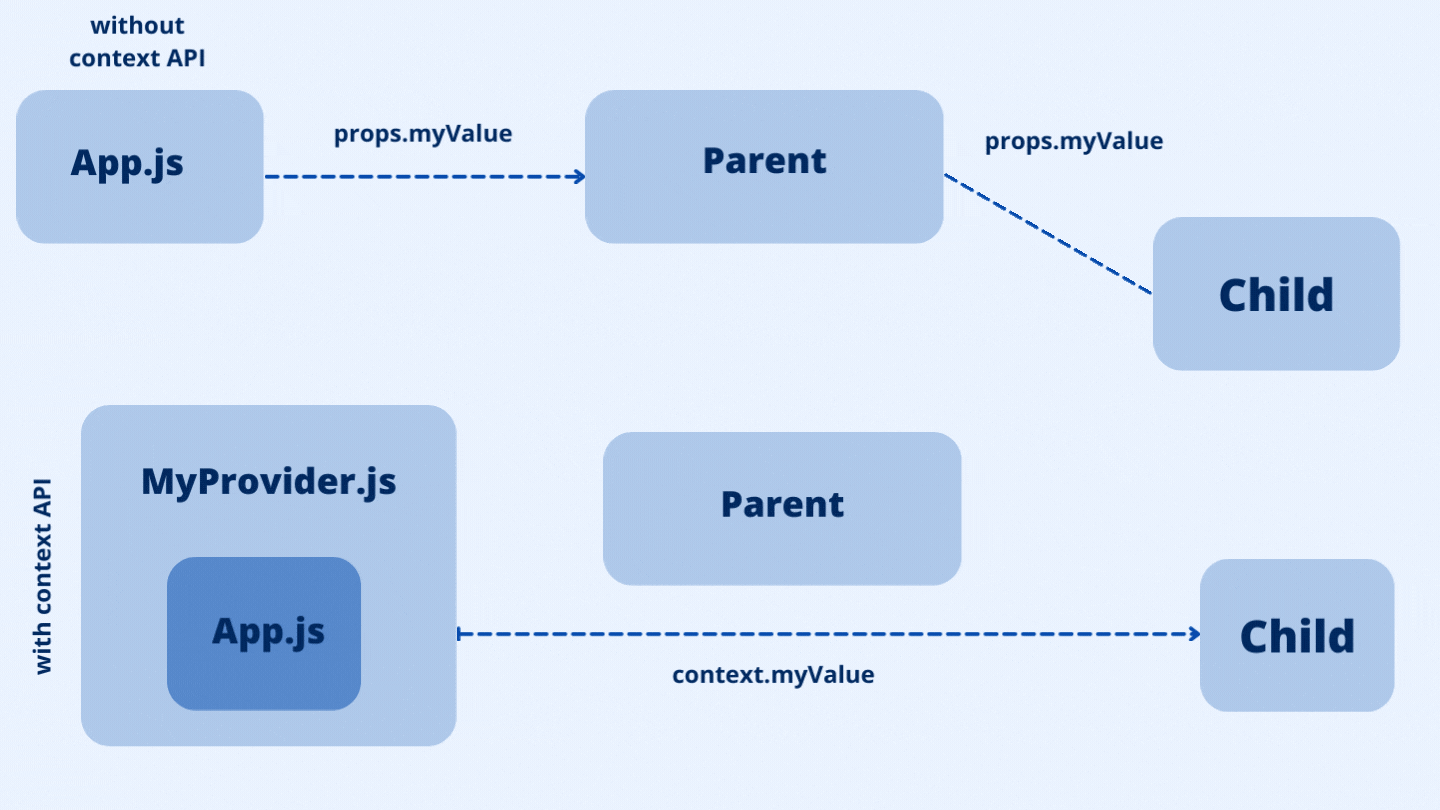 without
context API
App.js
props.myValue
Parent
props.myValue
Child
with context API
MyProvider.js
App.js
Parent
context.myValue
Child